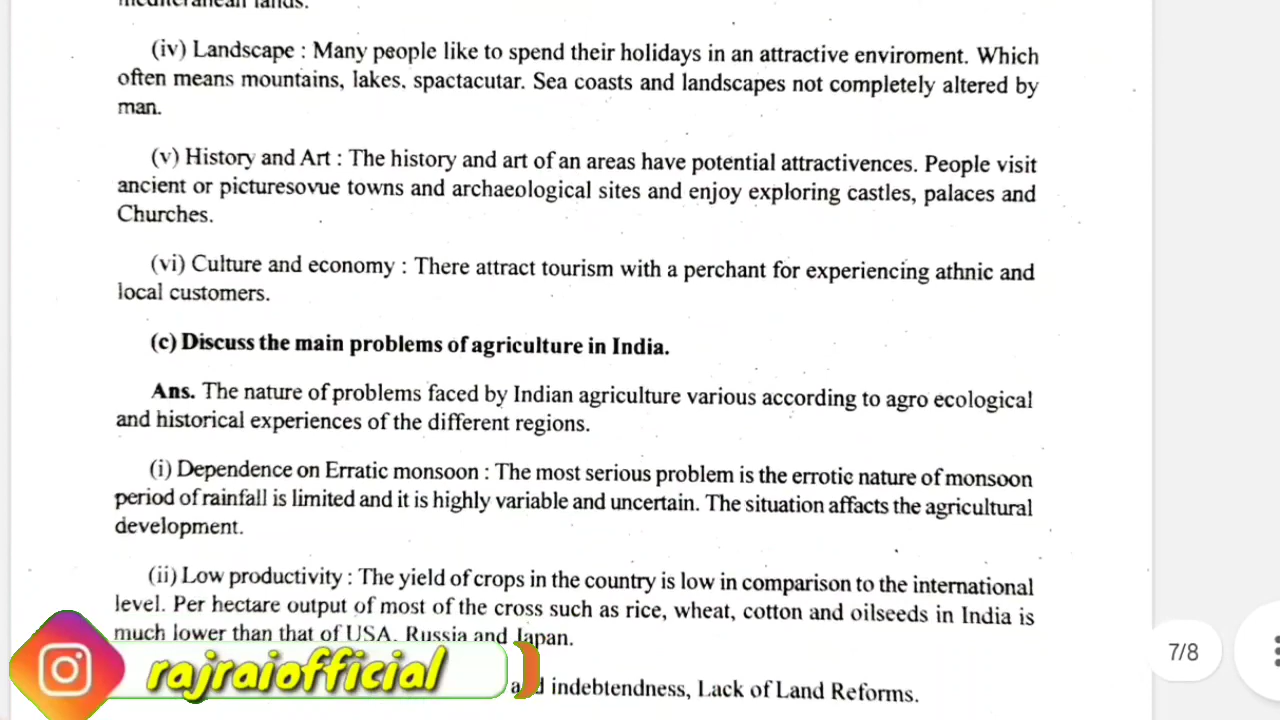 mediteranean lands.
(iv) Landscape : Many people like to spend their holidays in an attractive enviroment. Which
often means mountains, lakes. spactacutar. Sea coasts and landscapes not completely altered by
man.
(v) History and Art : The history and art of an areas have potential attractivences. People visit
ancient or picturesovue towns and archaeological sites and enjoy exploring castles, palaces and
Churches.
(vi) Culture and economy : There attract tourism with a perchant for experiencing athnic and
local customers.
(c) Discuss the main problems of agriculture in India.
Ans. The nature of problems faced by Indian agriculture various according to agro ecological
and historical experiences of the different regions.
(i) Dependence on Erratic monsoon : The most serious problem is the errotic nature of monsoon
period of rainfall is limited and it is highly variable and uncertain. The situation affacts the agricultural
development.
(ii) Low productivity : The yield of crops in the country is low in comparison to the international
level. Per hectare output of most of the cross such as rice, wheat, cotton and oilseeds in India is
much lower than that of USA. Russia and Japan.
indebtendness, Lack of Land Reforms.
rajraiofficial
7/8